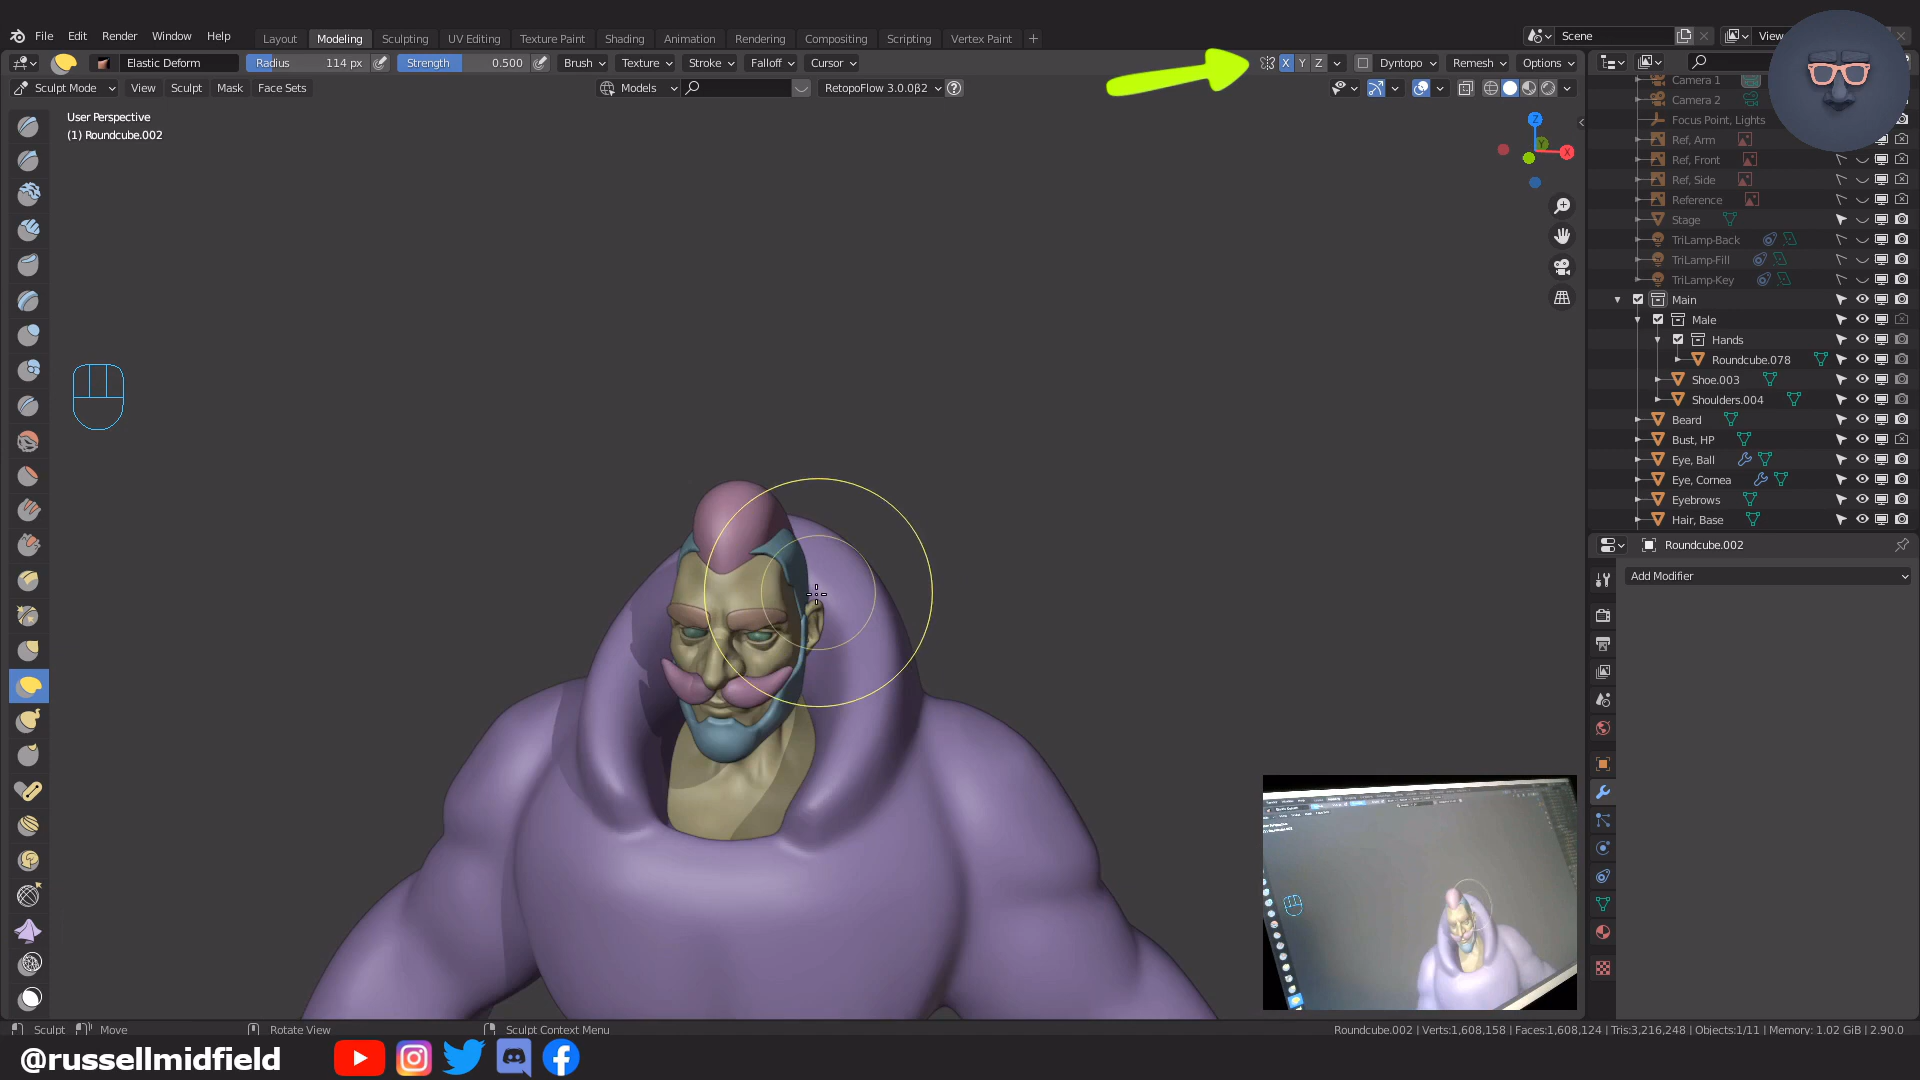 File Edit Render Window Help
Layout Modeling Sculpting UV Editing Texture Paint Shading Animation Rendering Compositing Scripting Vertex Paint +
Scene View
Elastic Deform Radius 114 px Strength 0.500 Brush Texture Stroke Falloff Cursor X Y Z Dyntopo Remesh Options
Sculpt Mode View Sculpt Mask Face Sets Models RetopoFlow 3.0.0β2 ?
User Perspective
(1) Roundcube.002
Z
Y
X
Camera 1
Camera 2
Focus Point, Lights
Ref, Arm
Ref, Front
Ref, Side
Reference
Stage
TriLamp-Back
TriLamp-Fill
TriLamp-Key
Main
Male
Hands
Roundcube.078
Shoe.003
Shoulders.004
Beard
Bust, HP
Eye, Ball
Eye, Cornea
Eyebrows
Hair, Base
Roundcube.002
Add Modifier
Sculpt Move Rotate View Sculpt Context Menu
Roundcube.002 | Verts:1,608,158 | Faces:1,608,124 | Tris:3,216,248 | Objects:1/11 | Memory: 1.02 GiB | 2.90.0
@russellmidfield